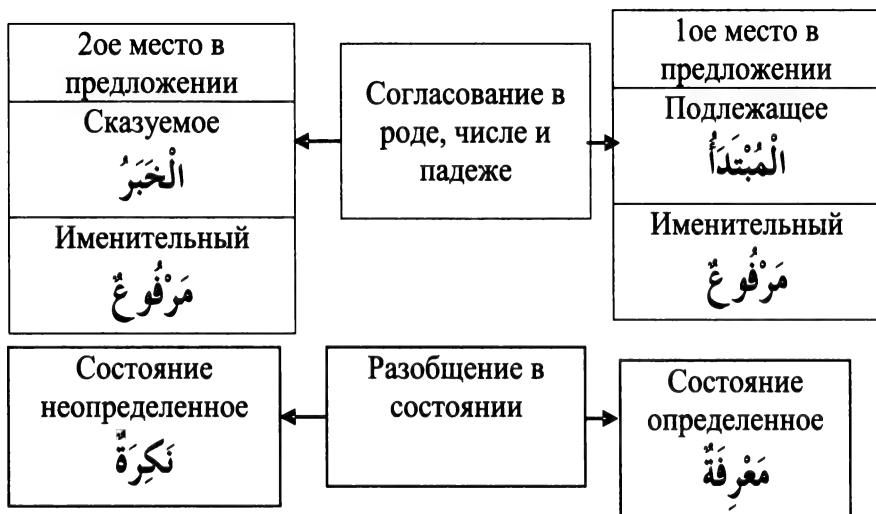 2ое место в
предложении
Сказуемое
الْخَبَرُ
Именительный
مَرْفُوعٌ
Согласование в
роде, числе и
падеже
1ое место в
предложении
Подлежащее
الْمُبْتَدَأُ
Именительный
مَرْفُوعٌ
Состояние
неопределенное
نَكِرَةٌ
Разобщение в
состоянии
Состояние
определенное
مَعْرِفَةٌ